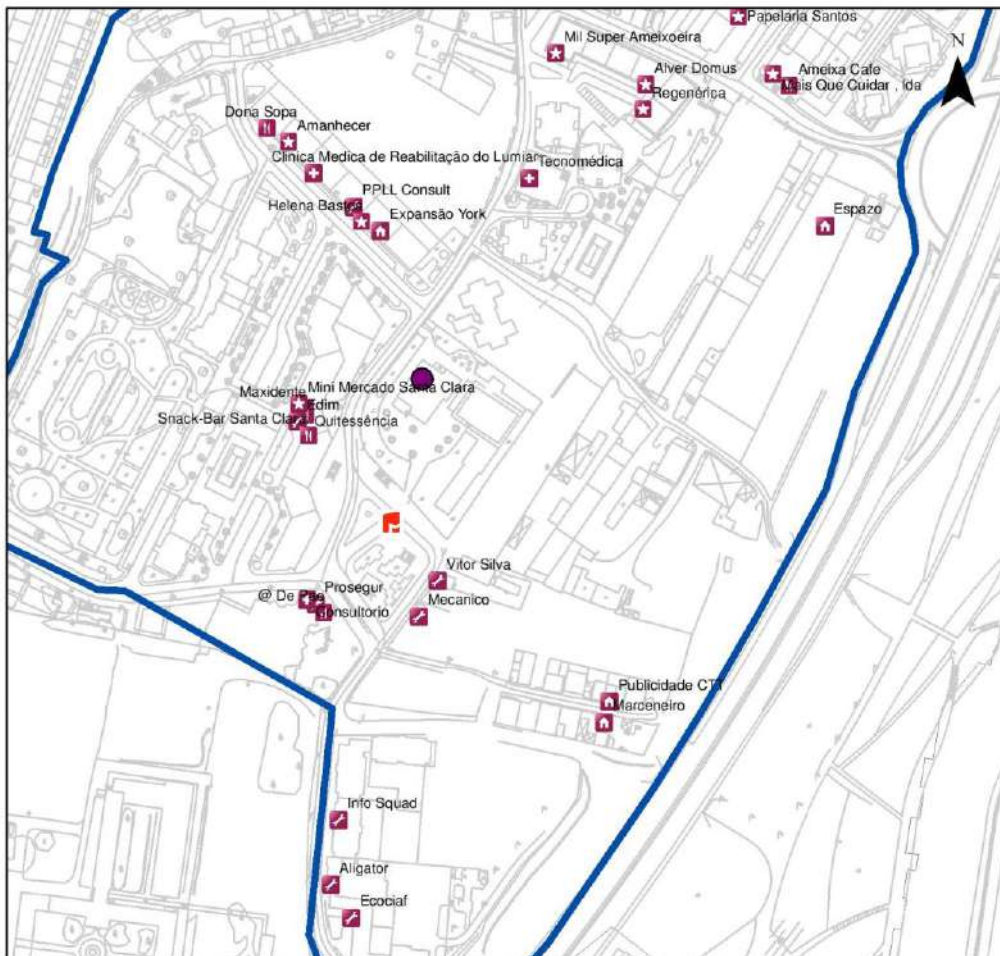 Papelaria Santos
N
Mil Super Ameixoeira
Alver Domus
Ameixa Cafe
Mais Que Cuidar , lda
Regenérica
Dona Sopa
Amanhecer
Clinica Medica de Reabilitação do Lumiar
Tecnomédica
PPLL Consult
Helena Bastos
Expansão York
Espazo
Maxidente
Mini Mercado Santa Clara
Edim
Snack-Bar Santa Clara
Quitessência
Vitor Silva
Prosegur
@ De Pão
Consultorio
Mecanico
Publicidade CTT
Marceneiro
Info Squad
Aligator
Ecociaf